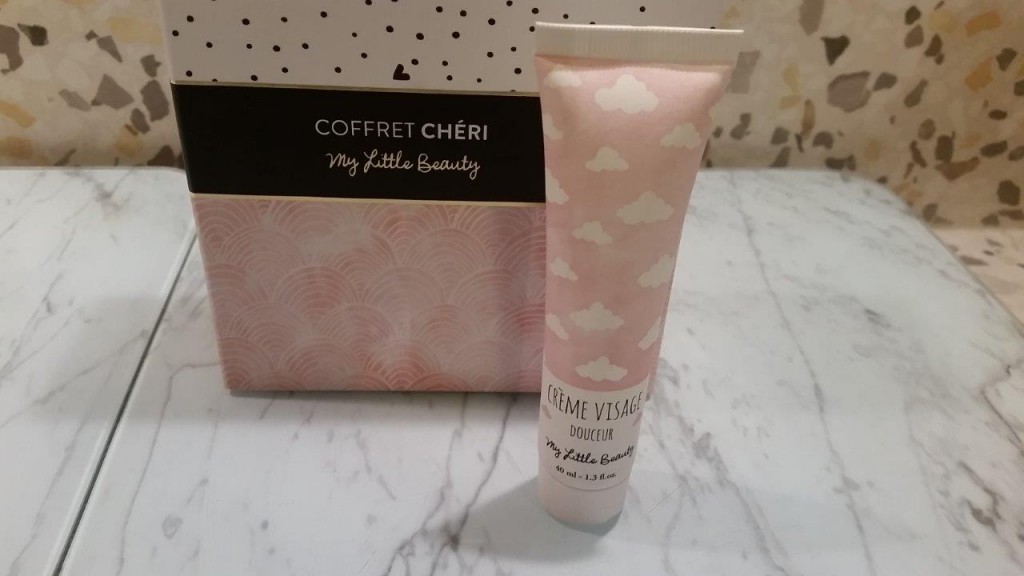 COFFRET CHÉRI
My Little Beauty
CRÈME VISAGE
DOUCEUR
My Little Beauty
40 ml - 1.3 fl.oz.